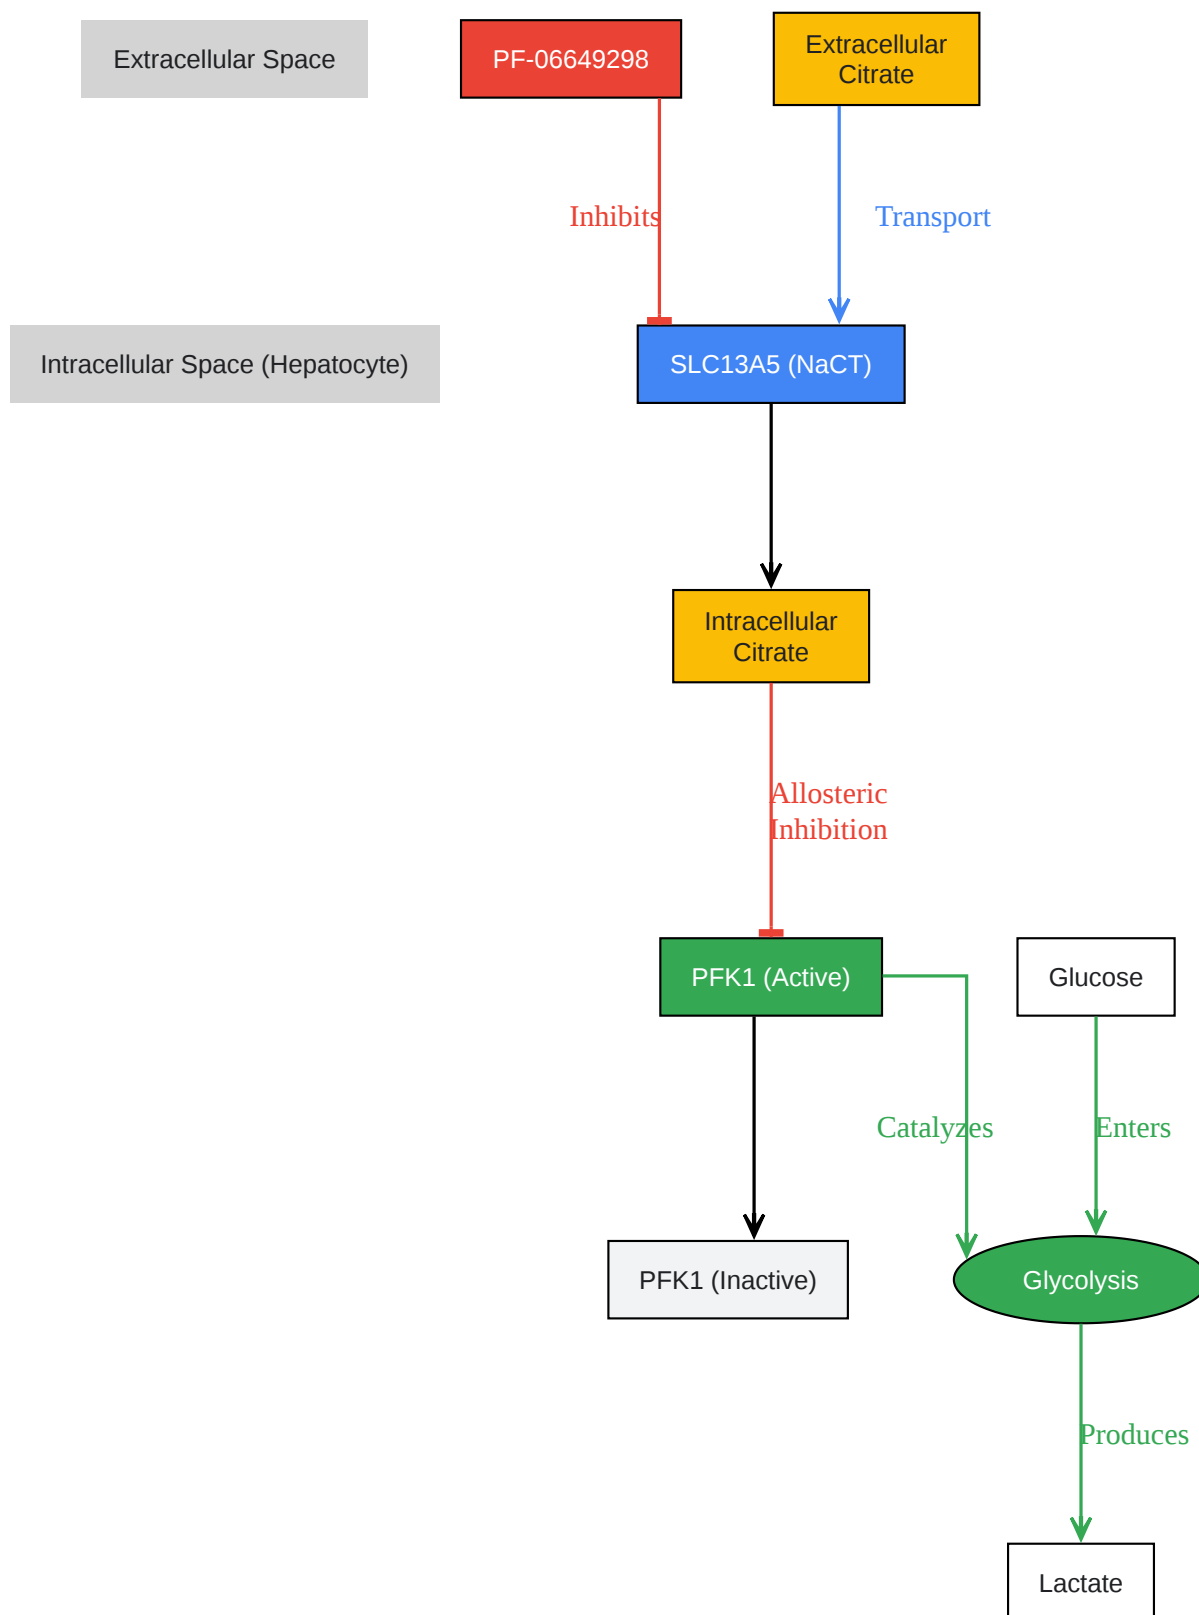 Extracellular Space
PF-06649298
Extracellular
Citrate
Inhibits
Transport
Intracellular Space (Hepatocyte)
SLC13A5 (NaCT)
Intracellular
Citrate
Allosteric
Inhibition
PFK1 (Active)
Glucose
Catalyzes
Enters
PFK1 (Inactive)
Glycolysis
Produces
Lactate